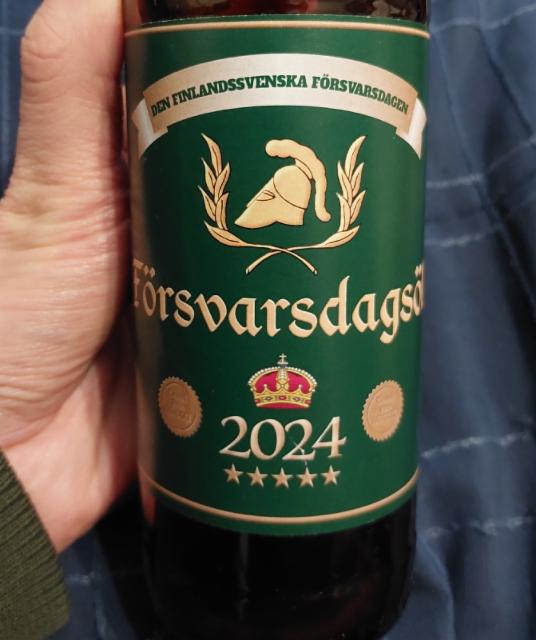 DEN FINLANDSSVENSKA FÖRSVARSDAGEN
Försvarsdagsöl
2024